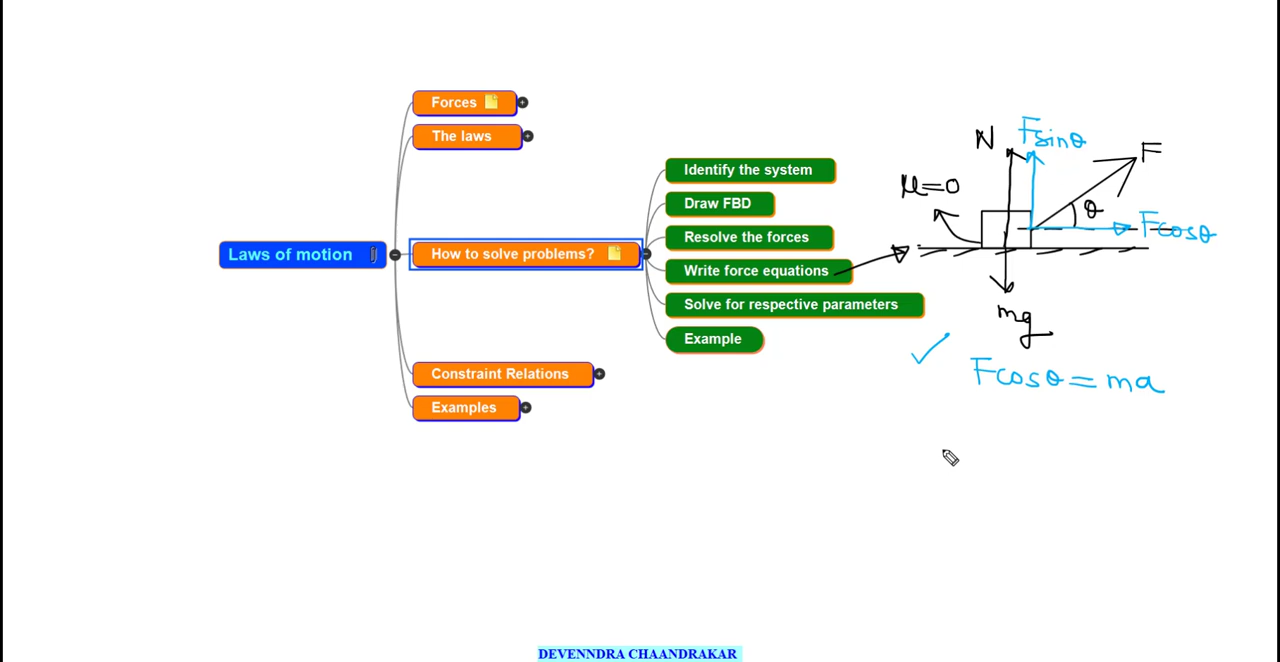 Forces
The laws
Laws of motion
How to solve problems?
Identify the system
Draw FBD
Resolve the forces
Write force equations
Solve for respective parameters
Example
Constraint Relations
Examples
N
Fsinθ
F
μ=0
θ
Fcosθ
mg
Fcosθ=ma
DEVENNDRA CHAANDRAKAR